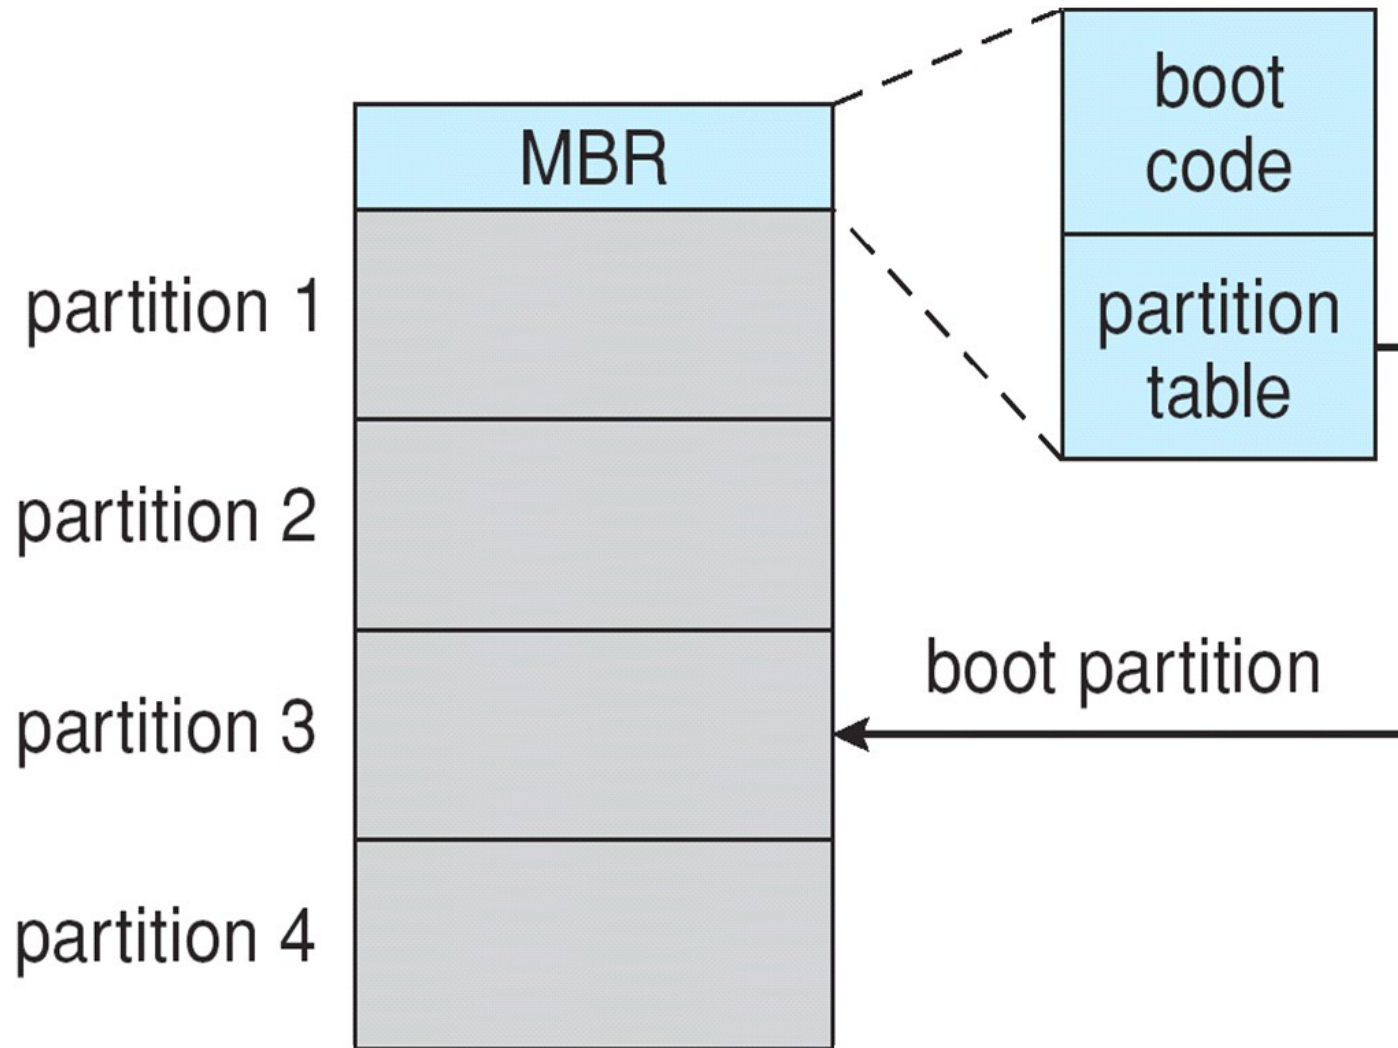 boot
code
MBR
partition 1
partition
table
partition 2
boot partition
partition 3
partition 4